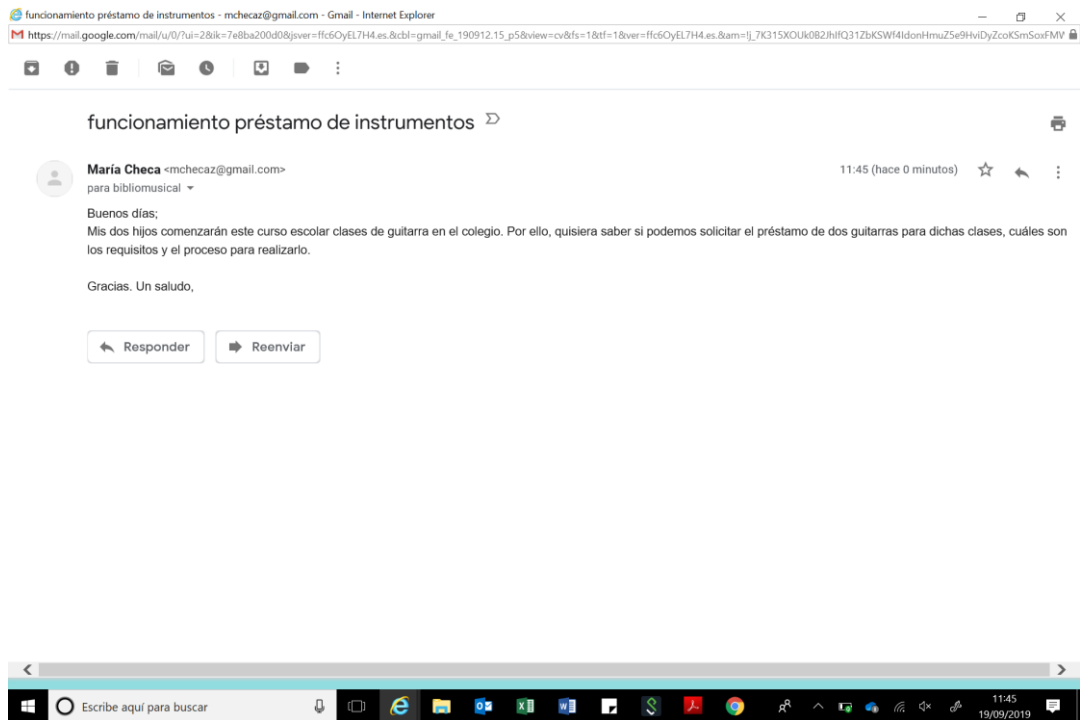 funcionamiento préstamo de instrumentos - mchecaz@gmail.com - Gmail - Internet Explorer
https://mail.google.com/mail/u/0/?ui=2&ik=7e8ba200d0&jsver=ffc6OyEL7H4.es.&cbl=gmail_fe_190912.15_p5&view=cv&fs=1&tf=1&ver=ffc6OyEL7H4.es.&am=!j_7K315XOUk0B2JhIfQ31ZbKSWf4IdonHmuZ5e9HviDyZcoKSmSoxFMV
funcionamiento préstamo de instrumentos
María Checa <mchecaz@gmail.com>
11:45 (hace 0 minutos)
para bibliomusical
Buenos días;
Mis dos hijos comenzarán este curso escolar clases de guitarra en el colegio. Por ello, quisiera saber si podemos solicitar el préstamo de dos guitarras para dichas clases, cuáles son
los requisitos y el proceso para realizarlo.
Gracias. Un saludo,
Responder
Reenviar
Escribe aquí para buscar
11:45
19/09/2019